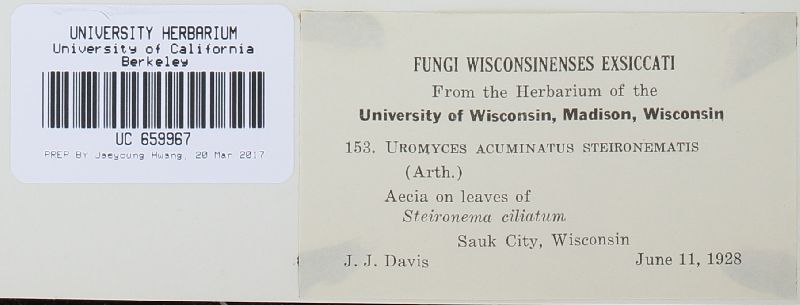 UNIVERSITY HERBARIUM
University of California
Berkeley
UC 659967
PREP BY Jaeyoung Hwang, 20 Mar 2017
FUNGI WISCONSINENSES EXSICCATI
From the Herbarium of the
University of Wisconsin, Madison, Wisconsin
153. UROMYCES ACUMINATUS STEIRONEMATIS
(Arth.)
Aecia on leaves of
Steironema ciliatum
Sauk City, Wisconsin
J. J. Davis June 11, 1928